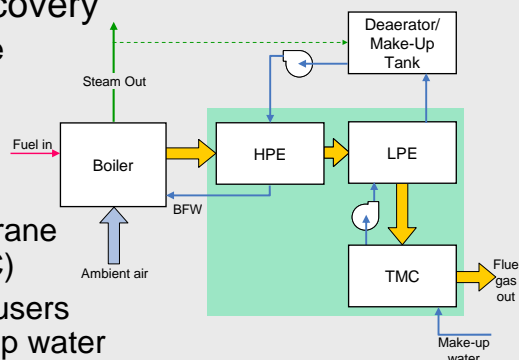 covery
e
rane
C)
users
p water
Deaerator/
Make-Up
Tank
Steam Out
Fuel in
Boiler
HPE
LPE
BFW
Ambient air
TMC
Flue
gas
out
Make-up
water